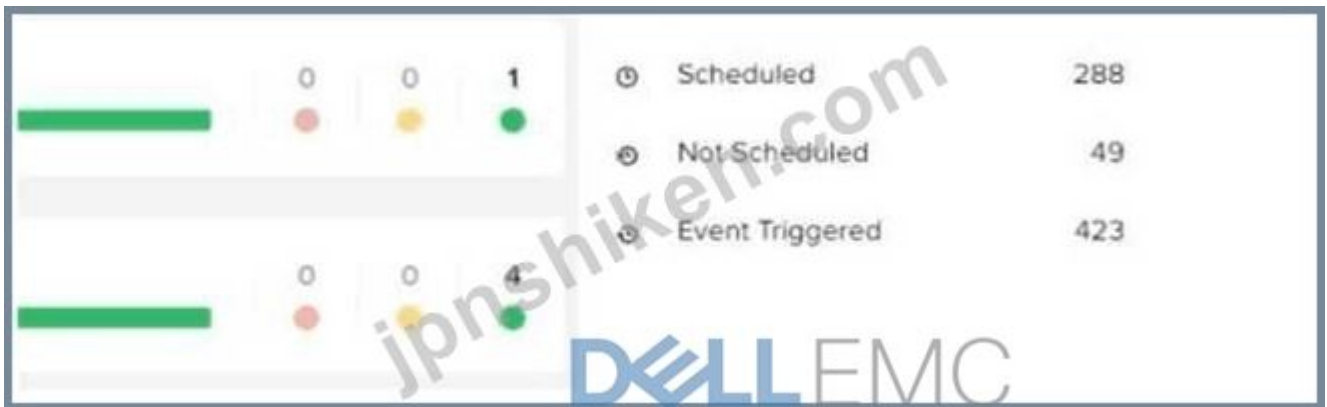 0 0 1
Scheduled 288
Not Scheduled 49
Event Triggered 423
0 0 4
jpnshiken.com
DELLEMC